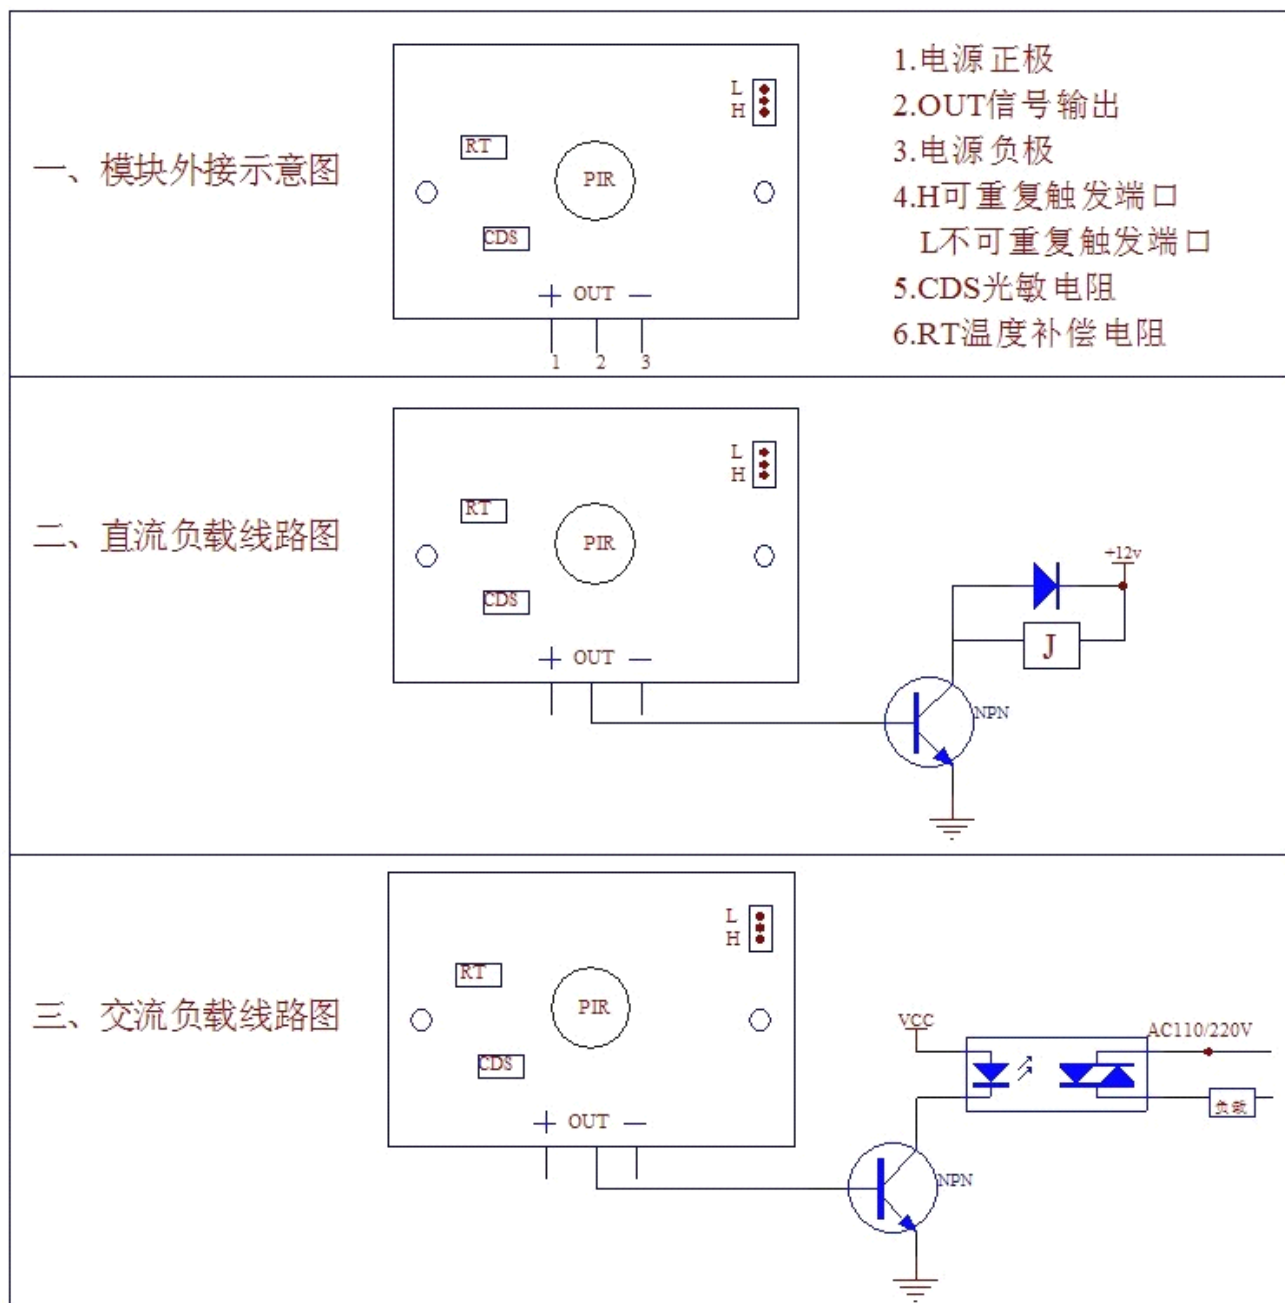 一、模块外接示意图
L
H
RT
PIR
CDS
+ OUT −
1 2 3
1.电源正极
2.OUT信号输出
3.电源负极
4.H可重复触发端口
L不可重复触发端口
5.CDS光敏电阻
6.RT温度补偿电阻
二、直流负载线路图
L
H
RT
PIR
CDS
+ OUT −
+12v
J
NPN
三、交流负载线路图
L
H
RT
PIR
CDS
+ OUT −
VCC
AC110/220V
负载
NPN